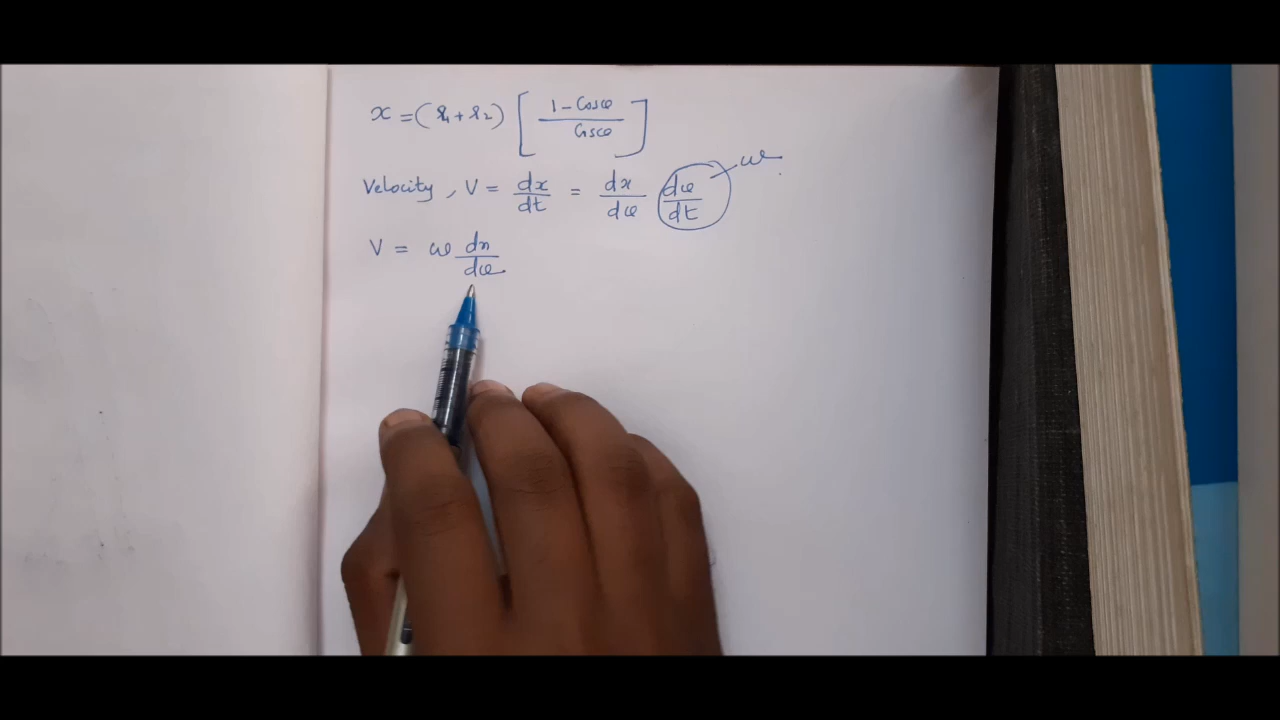 x = (r₁ + r₂) [ (1 - Cosθ) / Cosθ ]
Velocity, V = dx/dt = dx/dθ dθ/dt ω
V = ω dx/dθ